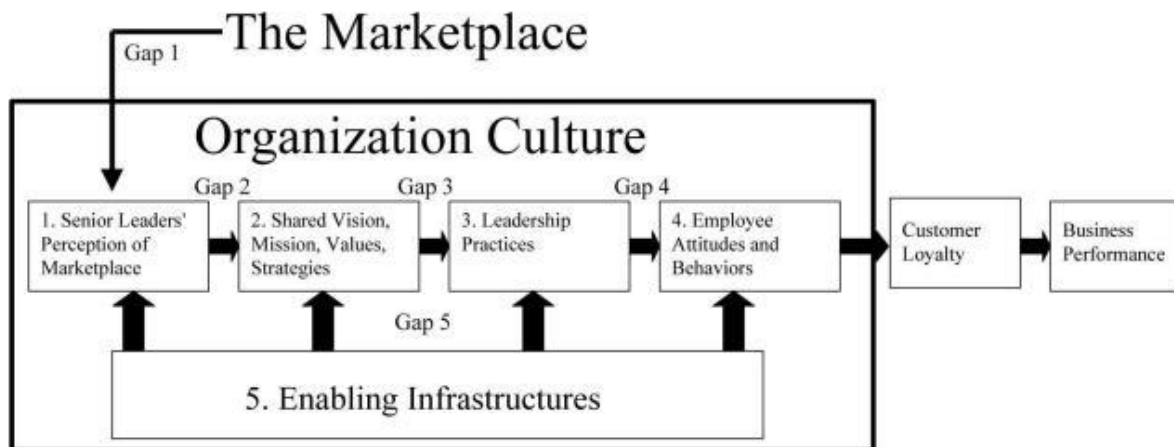 The Marketplace
Gap 1
Organization Culture
Gap 2
Gap 3
Gap 4
1. Senior Leaders'
Perception of
Marketplace
2. Shared Vision,
Mission, Values,
Strategies
3. Leadership
Practices
4. Employee
Attitudes and
Behaviors
Customer
Loyalty
Business
Performance
Gap 5
5. Enabling Infrastructures